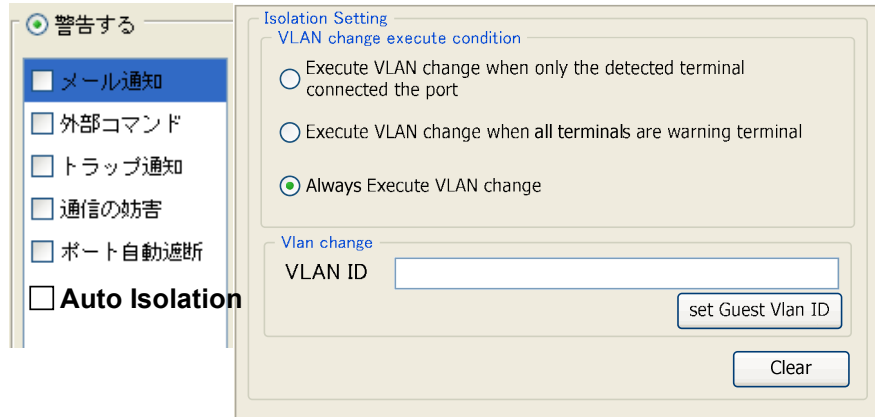 警告する
メール通知
外部コマンド
トラップ通知
通信の妨害
ポート自動遮断
Auto Isolation
Isolation Setting
VLAN change execute condition
Execute VLAN change when only the detected terminal
connected the port
Execute VLAN change when all terminals are warning terminal
Always Execute VLAN change
Vlan change
VLAN ID
set Guest Vlan ID
Clear